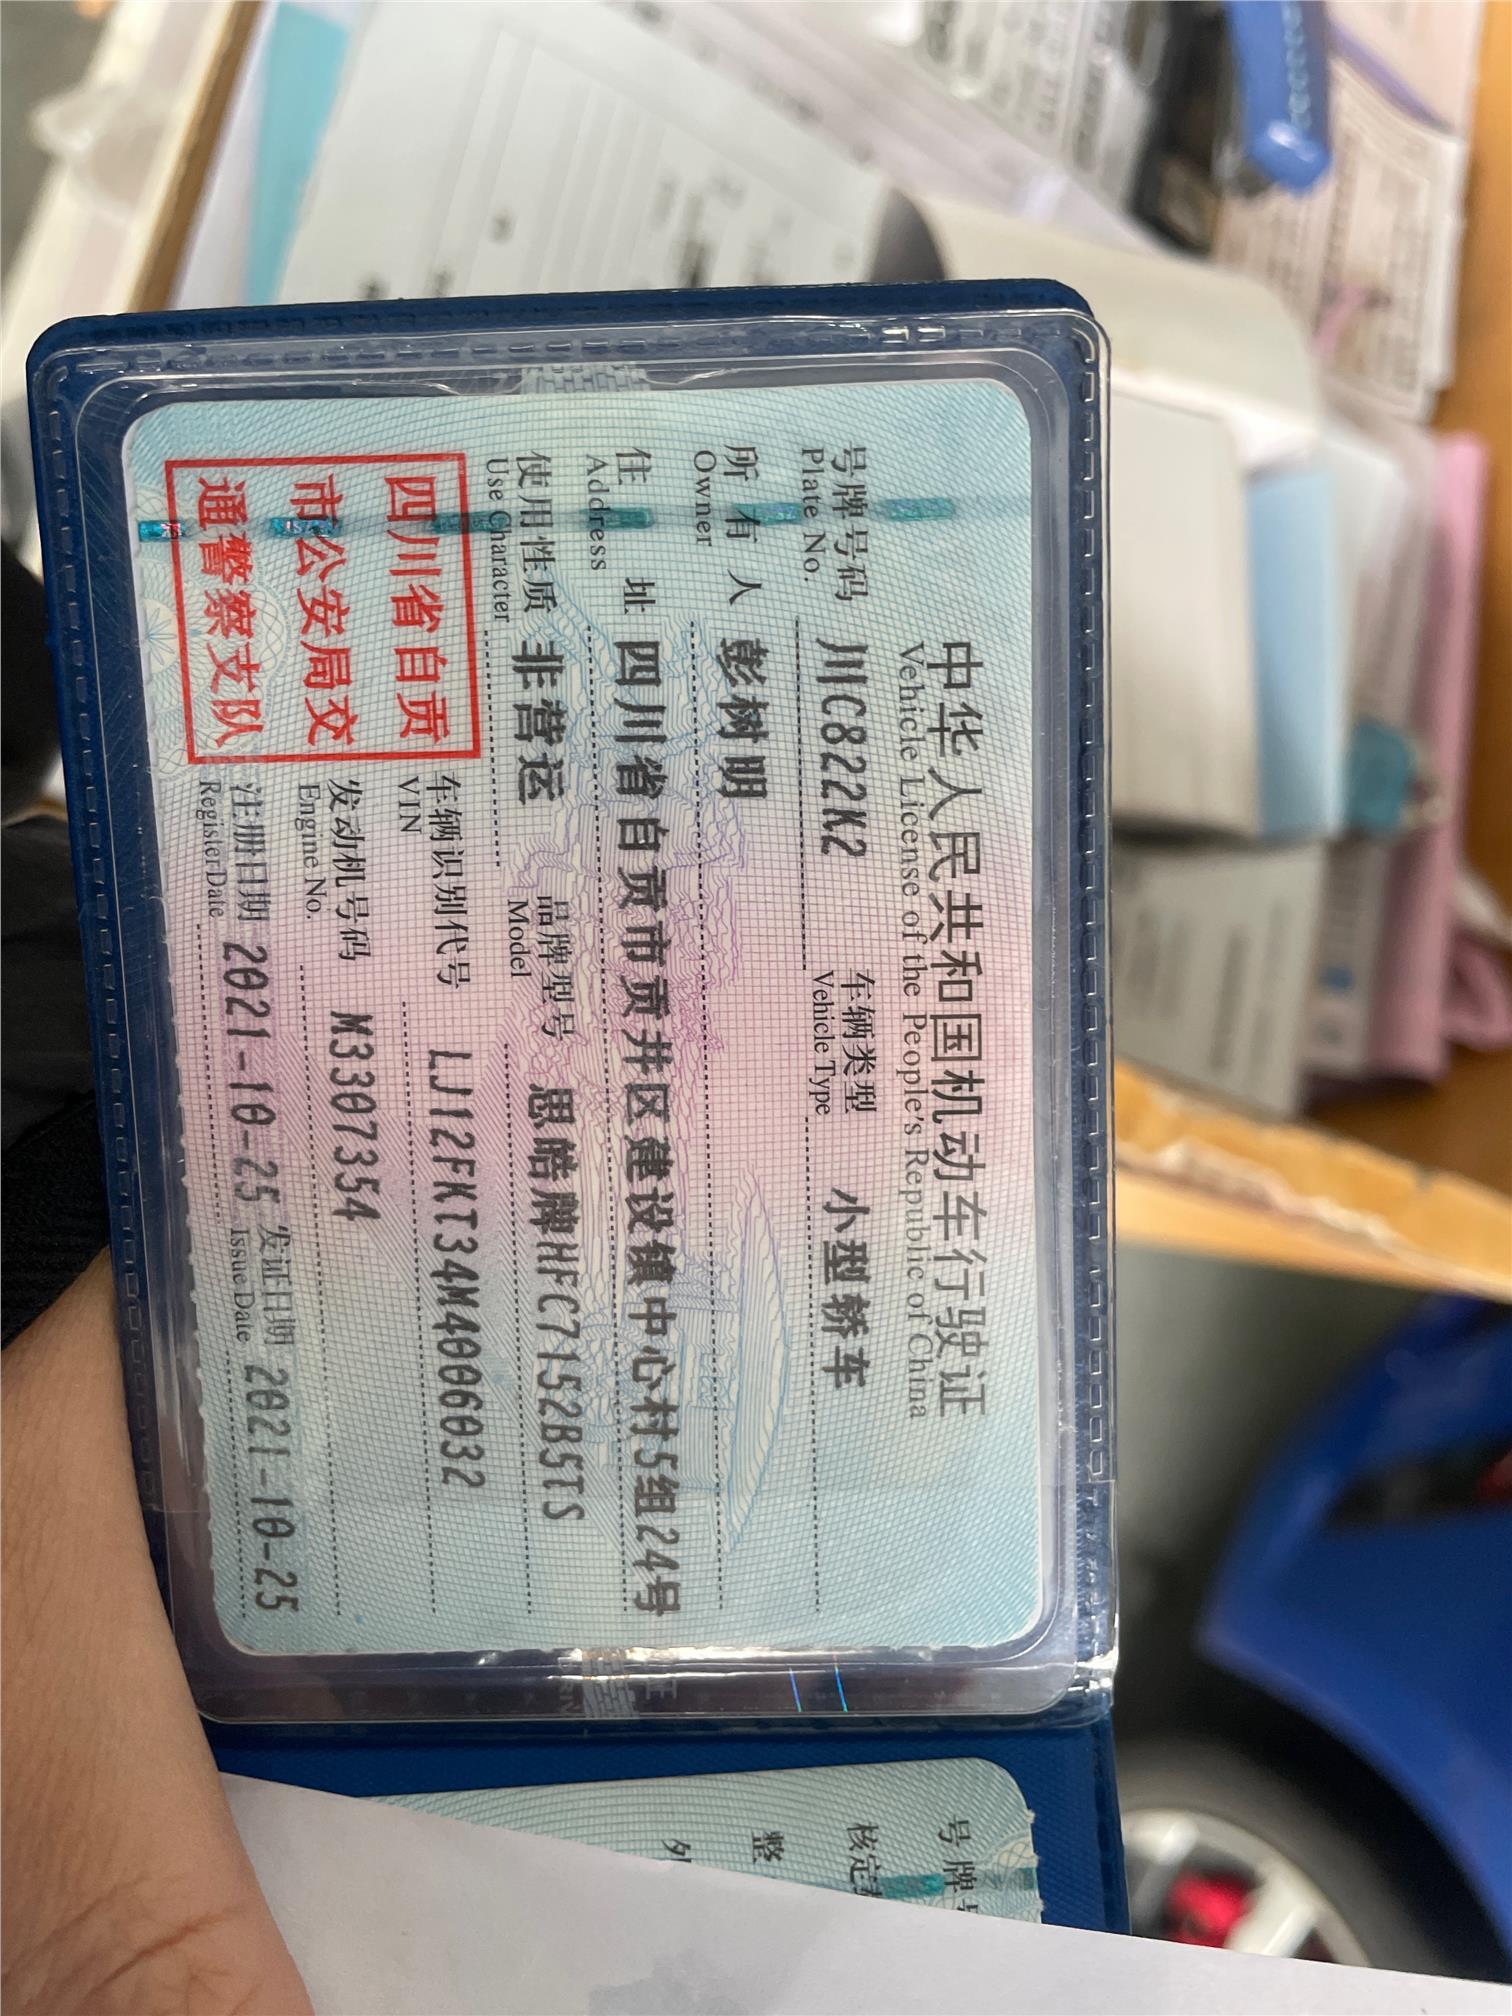 中华人民共和国机动车行驶证
Vehicle License of the People's Republic of China
号牌号码 川C822K2 车辆类型 小型轿车
Plate No. Vehicle Type
所有人 彭树明
Owner
住址 四川省自贡市贡井区建设镇中心村5组24号
Address
使用性质 非营运 品牌型号 思皓牌HFC7152B5TS
Use Character Model
四川省自贡
市公安局交
通警察支队
车辆识别代号 LJ12FKT34M4006032
VIN
发动机号码 M3307354
Engine No.
注册日期 2021-10-25 发证日期 2021-10-25
Register Date Issue Date
号牌号
核定
整
外